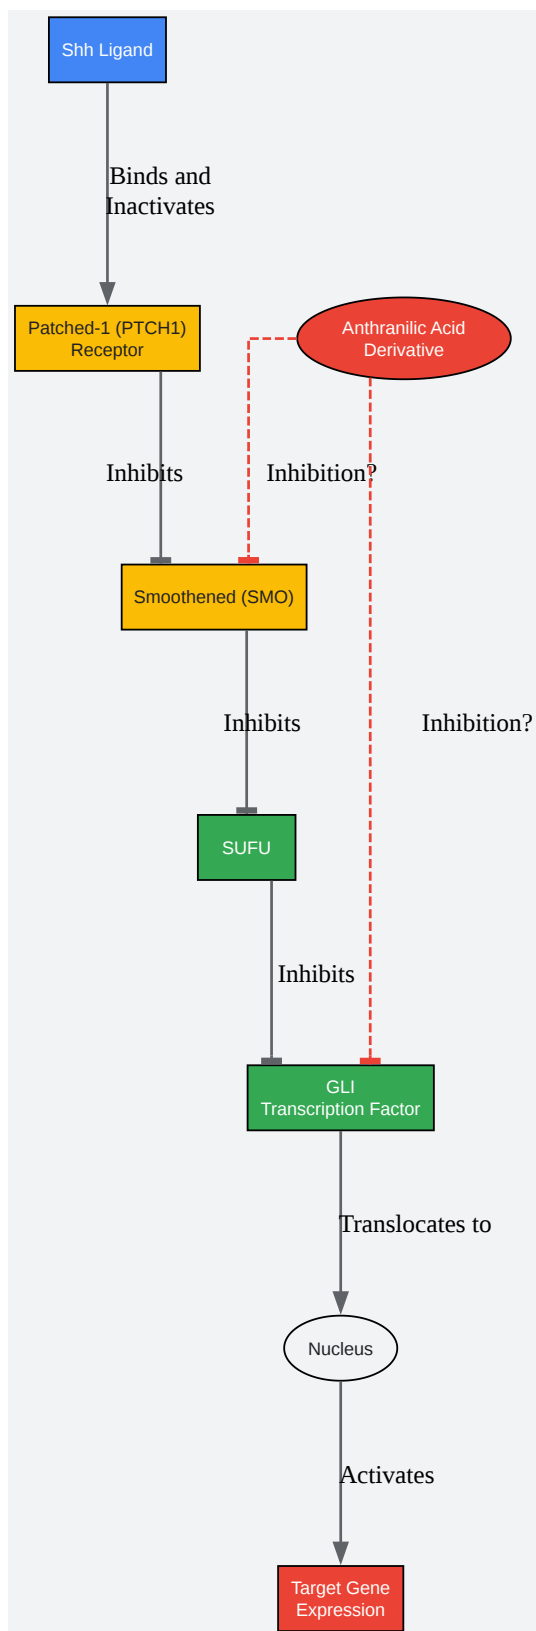 Shh Ligand
Binds and
Inactivates
Patched-1 (PTCH1)
Receptor
Anthranilic Acid
Derivative
Inhibits
Inhibition?
Smoothened (SMO)
Inhibits
Inhibition?
SUFU
Inhibits
GLI
Transcription Factor
Translocates to
Nucleus
Activates
Target Gene
Expression